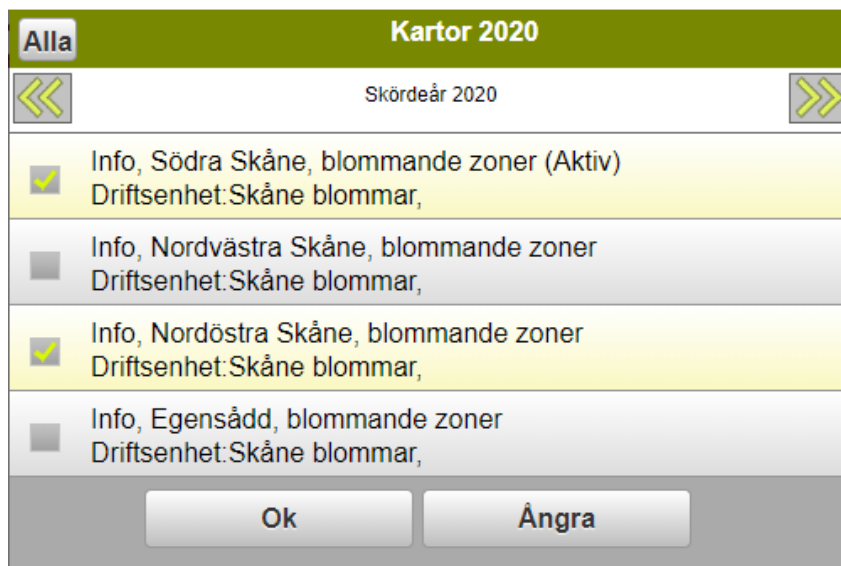 Alla
Kartor 2020
Skördeår 2020
Info, Södra Skåne, blommande zoner (Aktiv)
Driftsenhet:Skåne blommar,
Info, Nordvästra Skåne, blommande zoner
Driftsenhet:Skåne blommar,
Info, Nordöstra Skåne, blommande zoner
Driftsenhet:Skåne blommar,
Info, Egensådd, blommande zoner
Driftsenhet:Skåne blommar,
Ok
Ångra